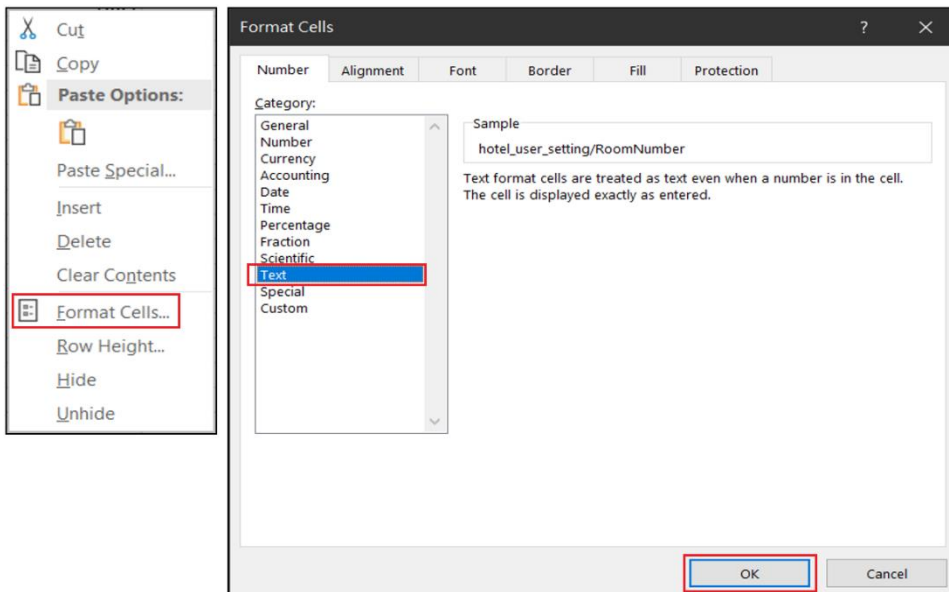 Cut
Copy
Paste Options:
Paste Special...
Insert
Delete
Clear Contents
Format Cells...
Row Height...
Hide
Unhide
Format Cells
? ×
Number Alignment Font Border Fill Protection
Category:
General
Number
Currency
Accounting
Date
Time
Percentage
Fraction
Scientific
Text
Special
Custom
Sample
hotel_user_setting/RoomNumber
Text format cells are treated as text even when a number is in the cell.
The cell is displayed exactly as entered.
OK Cancel